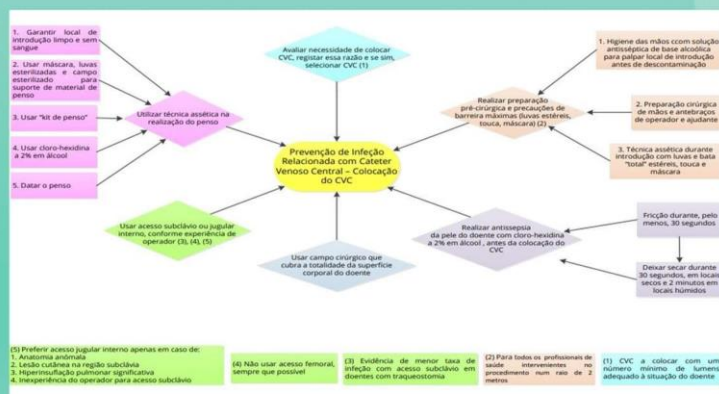 1. Garantir local de
introdução limpo e sem
sangue
2. Usar máscara, luvas
esterilizadas e campo
esterilizado para
suporte de material de
penso
3. Usar “kit de penso”
4. Usar cloro-hexidina
a 2% em álcool
5. Datar o penso
Utilizar técnica assética na
realização do penso
Avaliar necessidade de colocar
CVC, registar essa razão e se sim,
selecionar CVC (1)
Realizar preparação
pré-cirúrgica e precauções de
barreira máximas (luvas estéreis,
touca, máscara) (2)
1. Higiene das mãos ccom solução
antisséptica de base alcoólica
para palpar local de introdução
antes de descontaminação
2. Preparação cirúrgica
de mãos e antebraços
de operador e ajudante
3. Técnica assética durante
introdução com luvas e bata
“total” estéreis, touca e
máscara
Prevenção de Infeção
Relacionada com Cateter
Venoso Central – Colocação
do CVC
Usar acesso subclávio ou jugular
interno, conforme experiência de
operador (3), (4), (5)
Usar campo cirúrgico que
cubra a totalidade da superfície
corporal do doente
Realizar antissepsia
da pele do doente com cloro-hexidina
a 2% em álcool , antes da colocação do
CVC
Fricção durante, pelo
menos, 30 segundos
Deixar secar durante
30 segundos, em locais
secos e 2 minutos em
locais húmidos
(5) Preferir acesso jugular interno apenas em caso de:
1. Anatomia anómala
2. Lesão cutânea na região subclávia
3. Hiperinsuflação pulmonar significativa
4. Inexperiência do operador para acesso subclávio
(4) Não usar acesso femoral,
sempre que possível
(3) Evidência de menor taxa de
infeção com acesso subclávio em
doentes com traqueostomia
(2) Para todos os profissionais de
saúde intervenientes no
procedimento num raio de 2
metros
(1) CVC a colocar com um
número mínimo de lumens
adequado à situação do doente